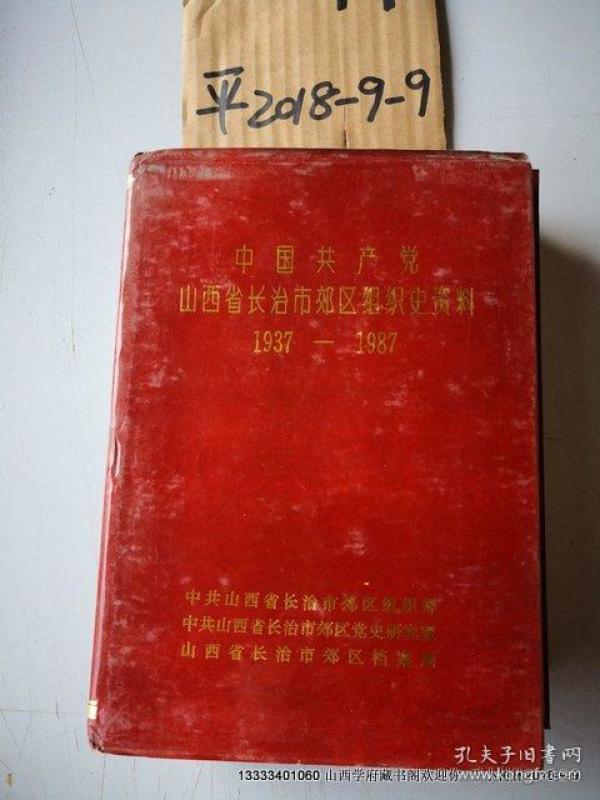 平2018-9-9
中国共产党
山西省长治市郊区组织史资料
1937 — 1987
中共山西省长治市郊区组织部
中共山西省长治市郊区党史研究室
山西省长治市郊区档案局
孔夫子旧书网
13333401060 山西学府藏书阁欢迎你